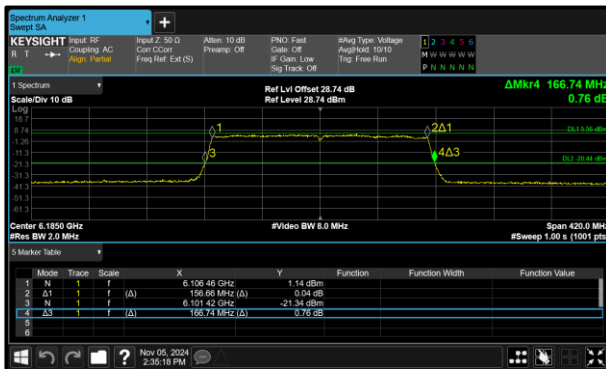 Spectrum Analyzer 1
Swept SA
+
KEYSIGHT Input: RF Input Z: 50 Ω Atten: 10 dB PNO: Fast #Avg Type: Voltage 1 2 3 4 5 6
R T Coupling: AC Corr CCorr Preamp: Off Gate: Off Avg|Hold: 10/10 M W W W W W
Align: Partial Freq Ref: Ext (S) IF Gain: Low Trig: Free Run P N N N N N
Sig Track: Off
1 Spectrum Ref Lvl Offset 28.74 dB ΔMkr4 166.74 MHz
Scale/Div 10 dB Ref Level 28.74 dBm 0.76 dB
Log
18.7
8.74 1 2Δ1 DL1 5.56 dBm
-1.26
-11.3 3 4Δ3
-21.3 DL2 -20.44 dBm
-31.3
-41.3
-51.3
-61.3
Center 6.1850 GHz #Video BW 8.0 MHz Span 420.0 MHz
#Res BW 2.0 MHz #Sweep 1.00 s (1001 pts)
5 Marker Table
Mode Trace Scale X Y Function Function Width Function Value
1 N 1 f 6.106 46 GHz 1.14 dBm
2 Δ1 1 f (Δ) 156.66 MHz (Δ) 0.04 dB
3 N 1 f 6.101 42 GHz -21.34 dBm
4 Δ3 1 f (Δ) 166.74 MHz (Δ) 0.76 dB
5
6
? Nov 05, 2024
2:35:18 PM